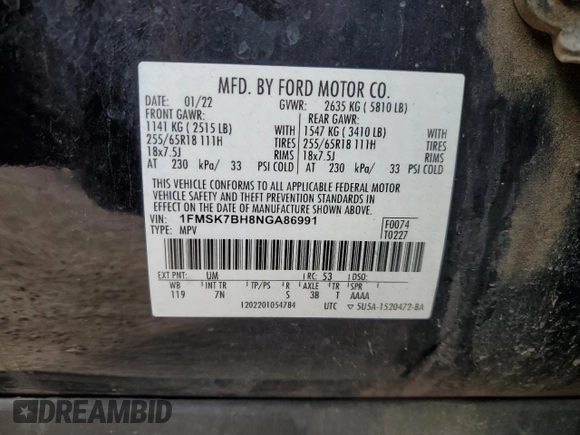 MFD. BY FORD MOTOR CO.
DATE: 01/22 GVWR: 2635 KG ( 5810 LB)
FRONT GAWR: REAR GAWR:
1141 KG ( 2515 LB) WITH 1547 KG ( 3410 LB) WITH
255/65R18 111H TIRES 255/65R18 111H TIRES
18x7.5J RIMS 18x7.5J RIMS
AT 230 kPa/ 33 PSI COLD AT 230 kPa/ 33 PSI COLD
THIS VEHICLE CONFORMS TO ALL APPLICABLE FEDERAL MOTOR
VEHICLE SAFETY AND THEFT PREVENTION STANDARDS IN
EFFECT ON THE DATE OF MANUFACTURE SHOWN ABOVE.
VIN: 1FMSK7BH8NGA86991 F0074
TYPE: MPV T0227
EXT PNT: UM RC: 53 DSO:
WB INT TR TP/PS R AXLE TR SPR
119 7N S 3B T AAAA
1202201054784 UTC 5U5A-1520472-BA
DREAMBID